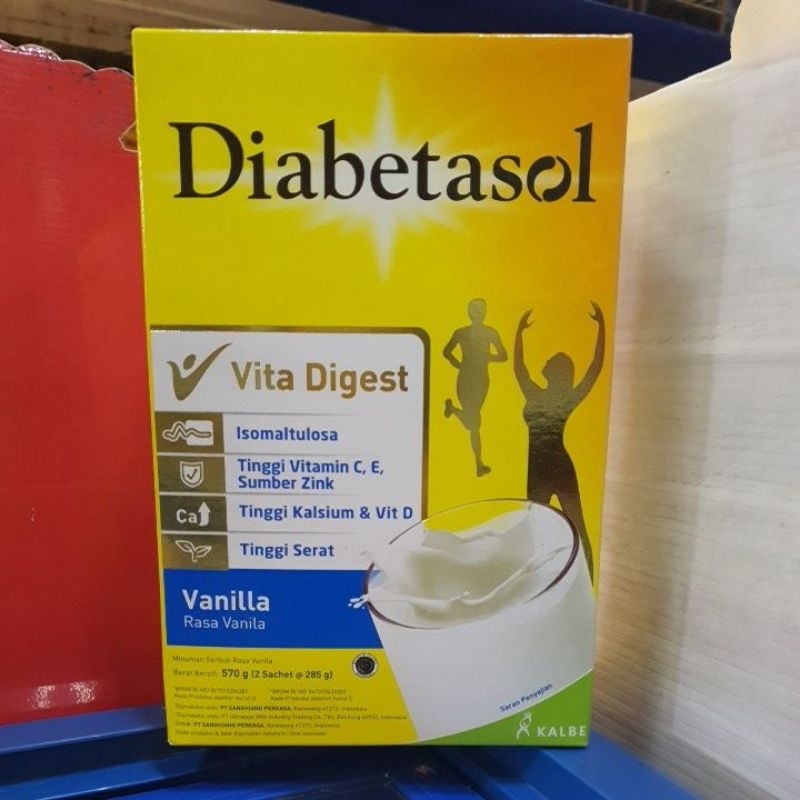 Diabetasol
Vita Digest
Isomaltulosa
Tinggi Vitamin C, E,
Sumber Zink
Ca
Tinggi Kalsium & Vit D
Tinggi Serat
Vanilla
Rasa Vanila
Minuman Serbuk Rasa Vanila
Berat Bersih: 570 g (2 Sachet @ 285 g)
Saran Penyajian
KALBE